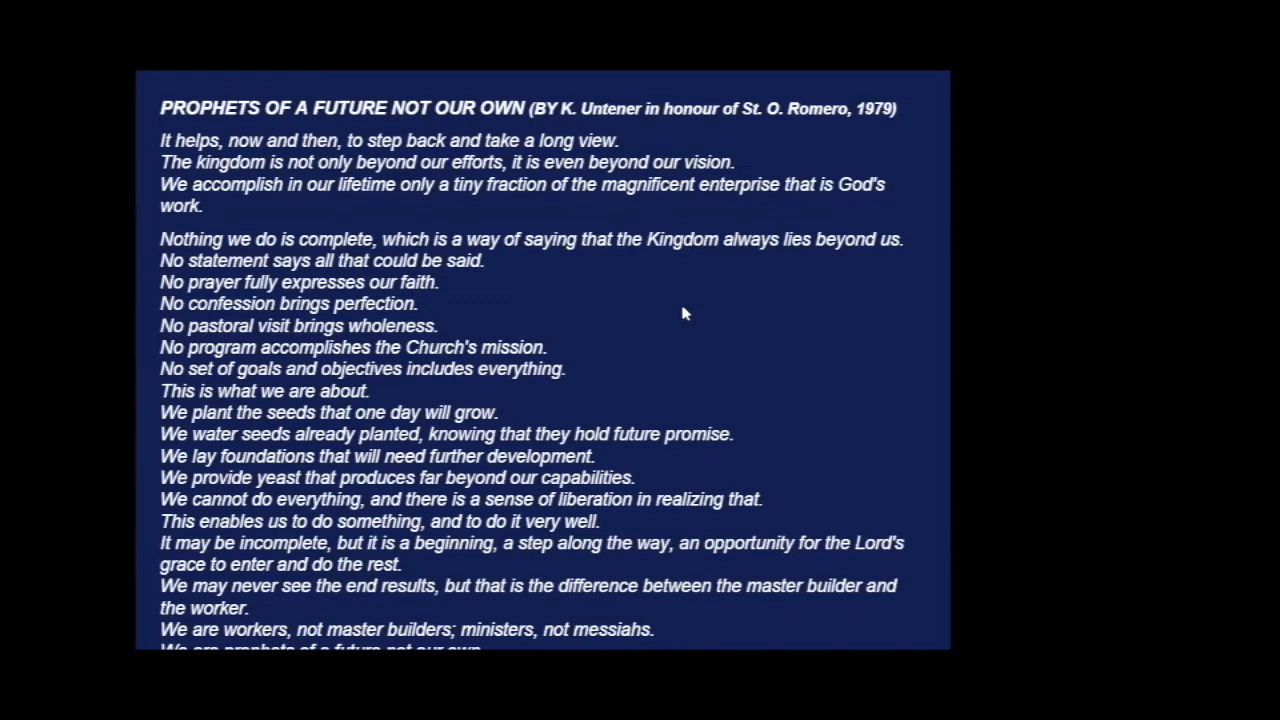 PROPHETS OF A FUTURE NOT OUR OWN (BY K. Untener in honour of St. O. Romero, 1979)
It helps, now and then, to step back and take a long view.
The kingdom is not only beyond our efforts, it is even beyond our vision.
We accomplish in our lifetime only a tiny fraction of the magnificent enterprise that is God's
work.
Nothing we do is complete, which is a way of saying that the Kingdom always lies beyond us.
No statement says all that could be said.
No prayer fully expresses our faith.
No confession brings perfection.
No pastoral visit brings wholeness.
No program accomplishes the Church's mission.
No set of goals and objectives includes everything.
This is what we are about.
We plant the seeds that one day will grow.
We water seeds already planted, knowing that they hold future promise.
We lay foundations that will need further development.
We provide yeast that produces far beyond our capabilities.
We cannot do everything, and there is a sense of liberation in realizing that.
This enables us to do something, and to do it very well.
It may be incomplete, but it is a beginning, a step along the way, an opportunity for the Lord's
grace to enter and do the rest.
We may never see the end results, but that is the difference between the master builder and
the worker.
We are workers, not master builders; ministers, not messiahs.
We are prophets of a future not our own.